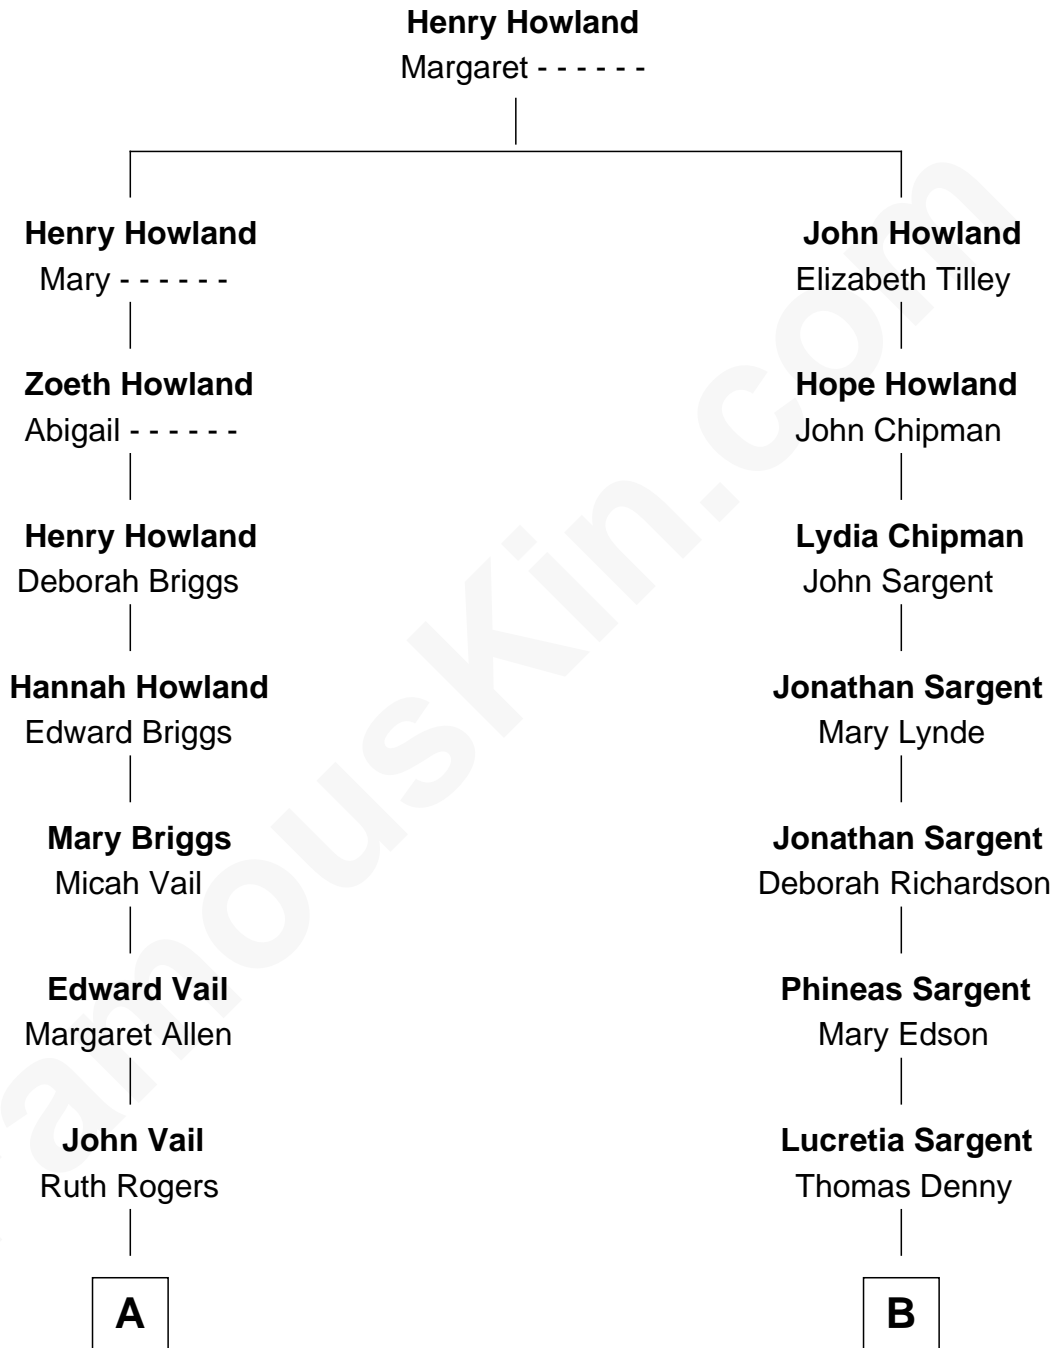 Henry Howland
Margaret - - - - - -
Henry Howland
Mary - - - - - -
John Howland
Elizabeth Tilley
Zoeth Howland
Abigail - - - - - -
Hope Howland
John Chipman
Henry Howland
Deborah Briggs
Lydia Chipman
John Sargent
Hannah Howland
Edward Briggs
Jonathan Sargent
Mary Lynde
Mary Briggs
Micah Vail
Jonathan Sargent
Deborah Richardson
Edward Vail
Margaret Allen
Phineas Sargent
Mary Edson
John Vail
Ruth Rogers
Lucretia Sargent
Thomas Denny
A
B
amouskin.com